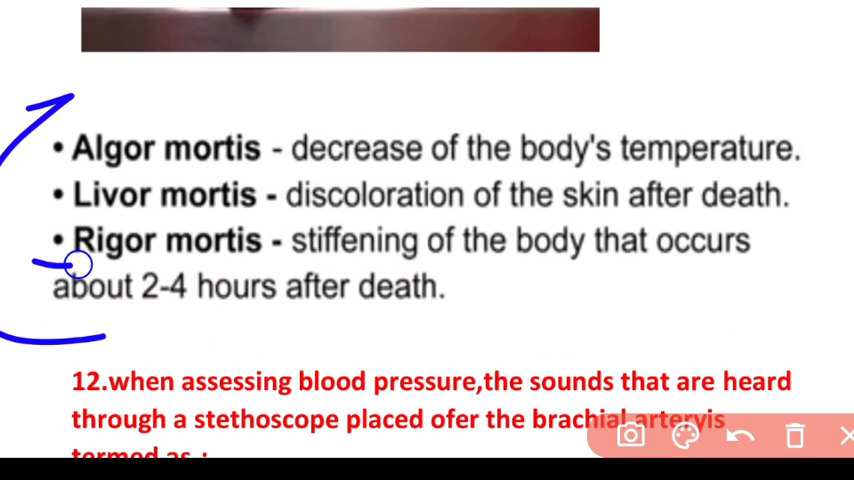 • Algor mortis - decrease of the body's temperature.
• Livor mortis - discoloration of the skin after death.
• Rigor mortis - stiffening of the body that occurs
about 2-4 hours after death.
12.when assessing blood pressure,the sounds that are heard
through a stethoscope placed ofer the brachial arteryis
termed as :